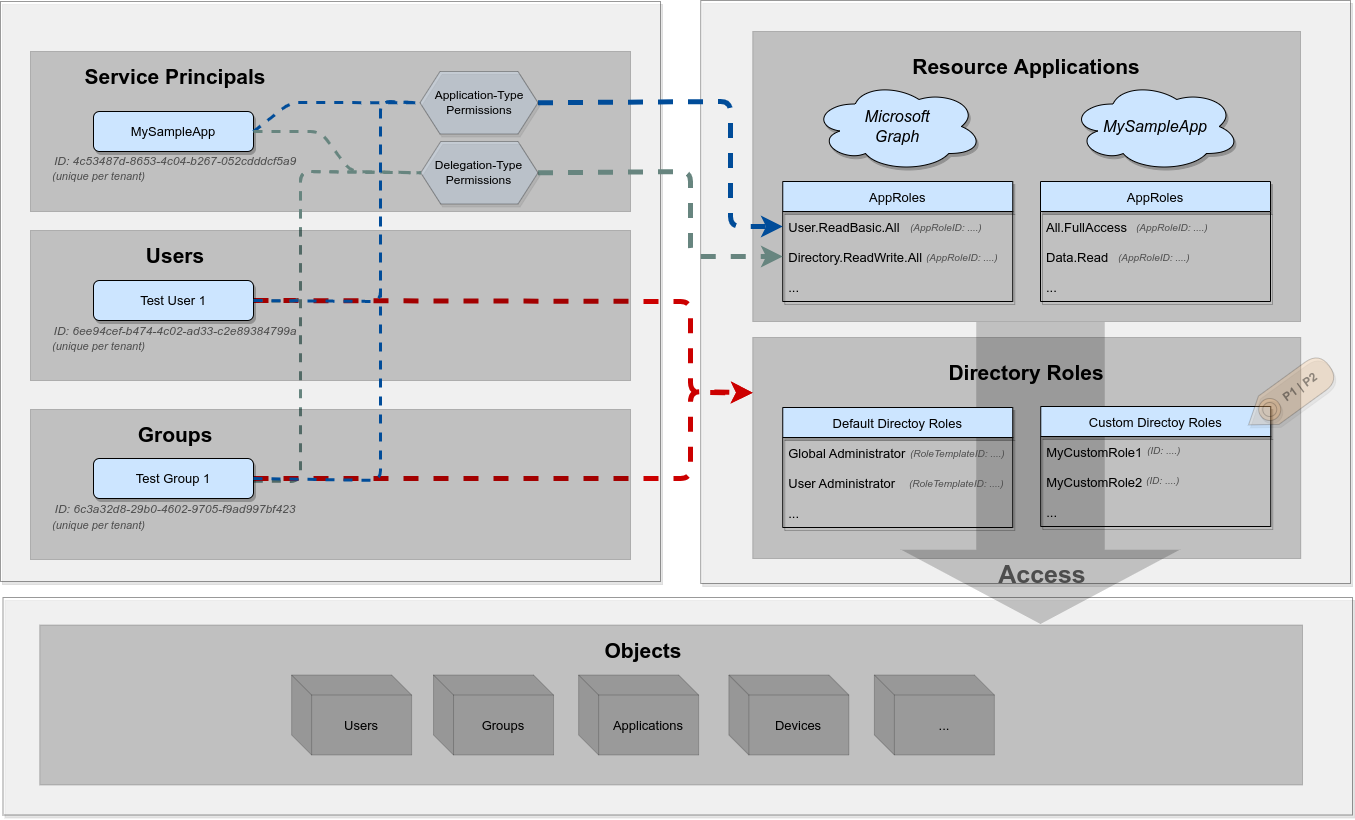 Service Principals
MySampleApp
ID: 4c53487d-8653-4c04-b267-052cdddcf5a9
(unique per tenant)
Application-Type
Permissions
Delegation-Type
Permissions
Users
Test User 1
ID: 6ee94cef-b474-4c02-ad33-c2e89384799a
(unique per tenant)
Groups
Test Group 1
ID: 6c3a32d8-29b0-4602-9705-f9ad997bf423
(unique per tenant)
Resource Applications
Microsoft
Graph
MySampleApp
AppRoles
User.ReadBasic.All (AppRoleID: ....)
Directory.ReadWrite.All (AppRoleID: ....)
...
AppRoles
All.FullAccess (AppRoleID: ....)
Data.Read (AppRoleID: ....)
...
Directory Roles
P1 | P2
Default Directoy Roles
Global Administrator (RoleTemplateID: ....)
User Administrator (RoleTemplateID: ....)
...
Custom Directoy Roles
MyCustomRole1 (ID: ....)
MyCustomRole2 (ID: ....)
...
Access
Objects
Users
Groups
Applications
Devices
...